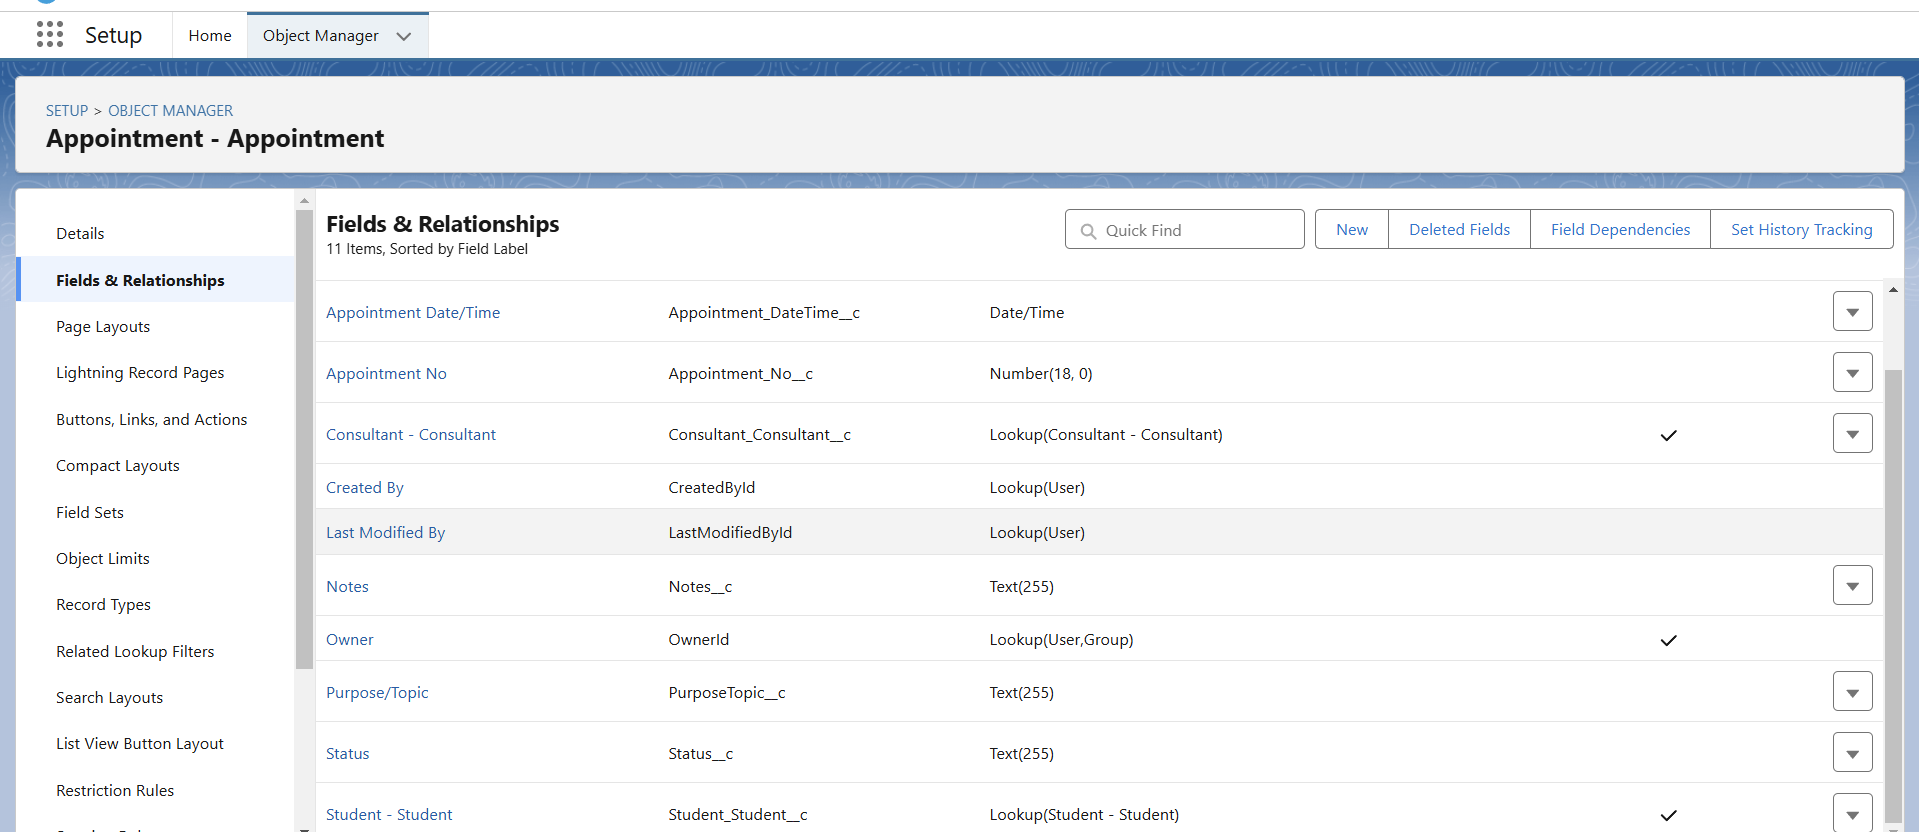 Setup
Home
Object Manager
SETUP > OBJECT MANAGER
Appointment - Appointment
Details
Fields & Relationships
Page Layouts
Lightning Record Pages
Buttons, Links, and Actions
Compact Layouts
Field Sets
Object Limits
Record Types
Related Lookup Filters
Search Layouts
List View Button Layout
Restriction Rules
Fields & Relationships
11 Items, Sorted by Field Label
Quick Find
New
Deleted Fields
Field Dependencies
Set History Tracking
Appointment Date/Time Appointment_DateTime__c Date/Time
Appointment No Appointment_No__c Number(18, 0)
Consultant - Consultant Consultant_Consultant__c Lookup(Consultant - Consultant)
Created By CreatedById Lookup(User)
Last Modified By LastModifiedById Lookup(User)
Notes Notes__c Text(255)
Owner OwnerId Lookup(User,Group)
Purpose/Topic PurposeTopic__c Text(255)
Status Status__c Text(255)
Student - Student Student_Student__c Lookup(Student - Student)